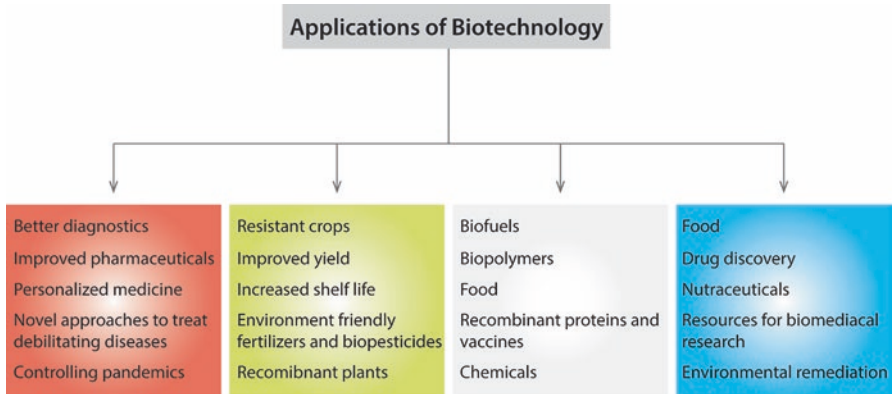 Applications of Biotechnology
Better diagnostics
Improved pharmaceuticals
Personalized medicine
Novel approaches to treat
debilitating diseases
Controlling pandemics
Resistant crops
Improved yield
Increased shelf life
Environment friendly
fertilizers and biopesticides
Recomibnant plants
Biofuels
Biopolymers
Food
Recombinant proteins and
vaccines
Chemicals
Food
Drug discovery
Nutraceuticals
Resources for biomediacal
research
Environmental remediation